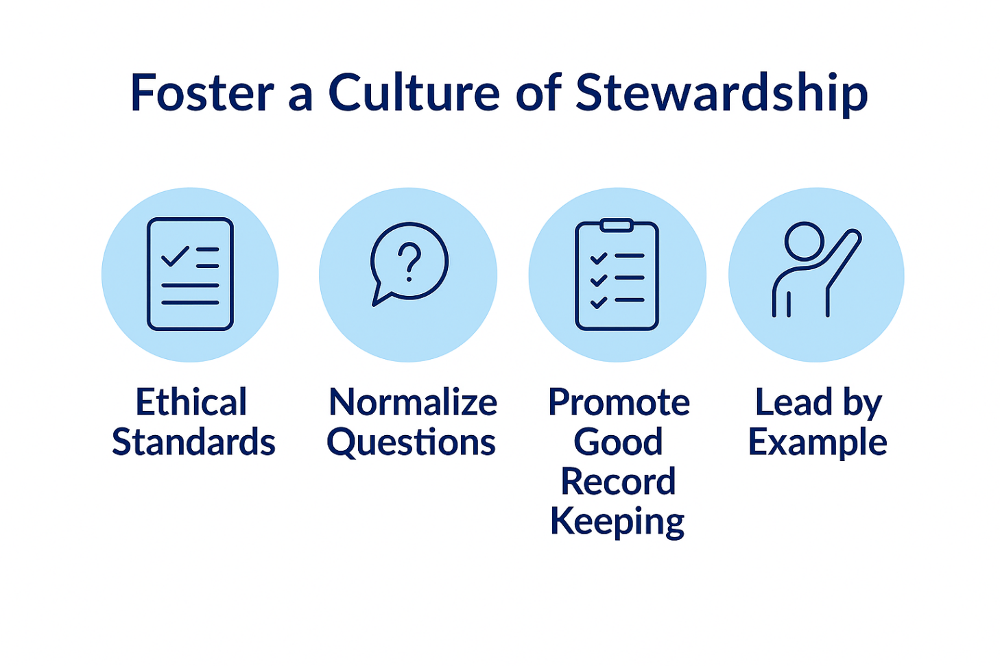 Foster a Culture of Stewardship
Ethical
Standards
Normalize
Questions
Promote
Good
Record
Keeping
Lead by
Example